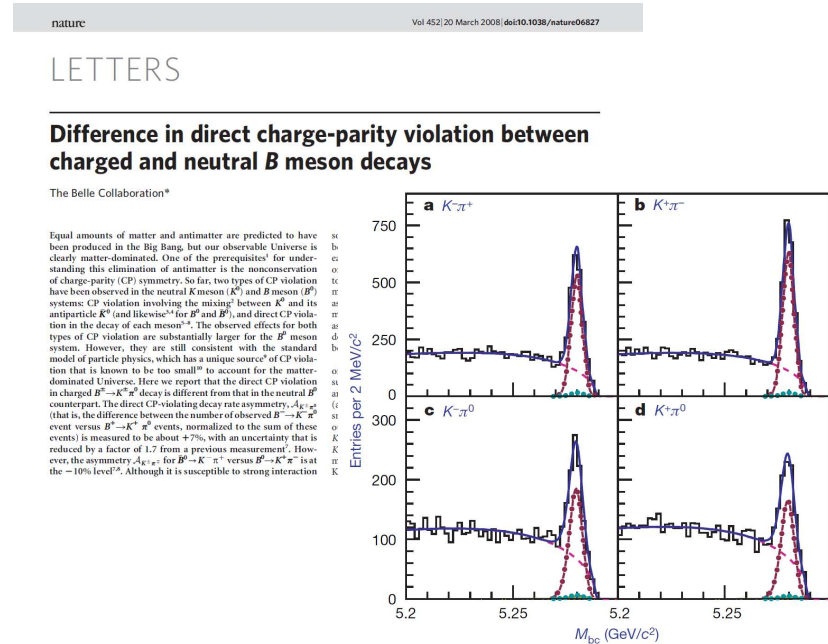 nature
Vol 452|20 March 2008|doi:10.1038/nature06827
LETTERS
Difference in direct charge-parity violation between
charged and neutral B meson decays
The Belle Collaboration*
Equal amounts of matter and antimatter are predicted to have
been produced in the Big Bang, but our observable Universe is
clearly matter-dominated. One of the prerequisites¹ for under-
standing this elimination of antimatter is the nonconservation
of charge-parity (CP) symmetry. So far, two types of CP violation
have been observed in the neutral K meson (K⁰) and B meson (B⁰)
systems: CP violation involving the mixing² between K⁰ and its
antiparticle K̄⁰ (and likewise³,⁴ for B⁰ and B̄⁰), and direct CP viola-
tion in the decay of each meson⁵⁻⁸. The observed effects for both
types of CP violation are substantially larger for the B⁰ meson
system. However, they are still consistent with the standard
model of particle physics, which has a unique source⁹ of CP viola-
tion that is known to be too small¹⁰ to account for the matter-
dominated Universe. Here we report that the direct CP violation
in charged B±→K±π⁰ decay is different from that in the neutral B⁰
counterpart. The direct CP-violating decay rate asymmetry, 𝒜K±π⁰
(that is, the difference between the number of observed B⁻→K⁻π⁰
event versus B⁺→K⁺ π⁰ events, normalized to the sum of these
events) is measured to be about +7%, with an uncertainty that is
reduced by a factor of 1.7 from a previous measurement⁷. How-
ever, the asymmetry 𝒜K±π∓ for B̄⁰→K⁻π⁺ versus B⁰→K⁺π⁻ is at
the −10% level⁷,⁸. Although it is susceptible to strong interaction
a K⁻π⁺
b K⁺π⁻
750
500
250
0
c K⁻π⁰
d K⁺π⁰
300
200
100
0
5.2
5.25
5.2
5.25
Entries per 2 MeV/c²
Mbc (GeV/c²)